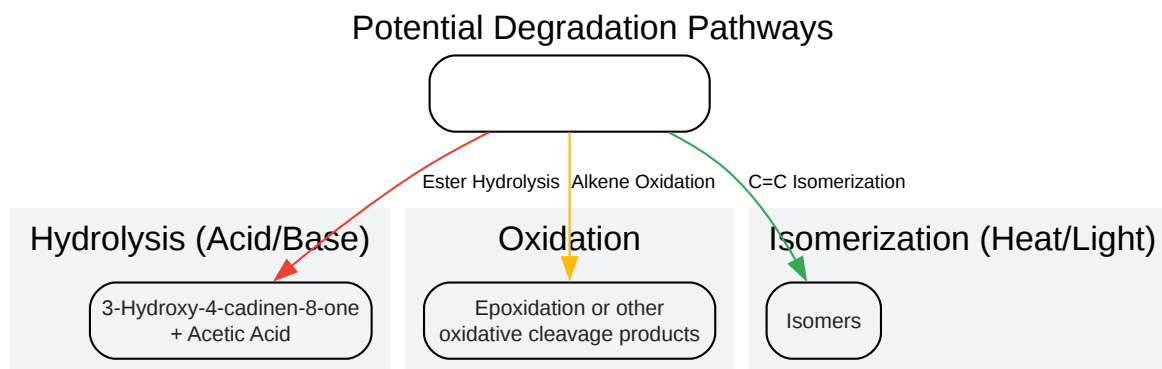 Potential Degradation Pathways
Ester Hydrolysis
Alkene Oxidation
C=C Isomerization
Hydrolysis (Acid/Base)
Oxidation
Isomerization (Heat/Light)
3-Hydroxy-4-cadinen-8-one
+ Acetic Acid
Epoxidation or other
oxidative cleavage products
Isomers